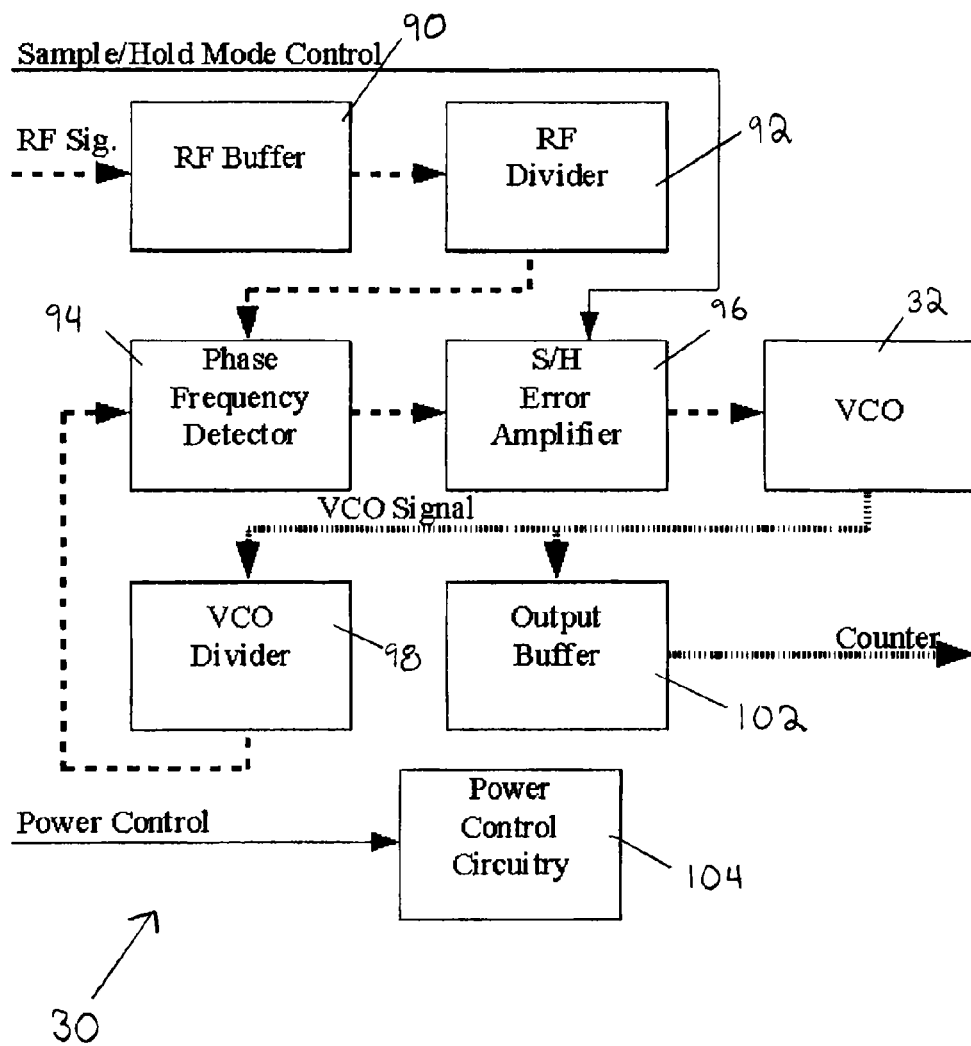 90
Sample/Hold Mode Control
RF Sig.
RF Buffer
RF
Divider
92
94
Phase
Frequency
Detector
S/H
Error
Amplifier
96
32
VCO
VCO Signal
VCO
Divider
98
Output
Buffer
102
Counter
Power Control
Power
Control
Circuitry
104
30